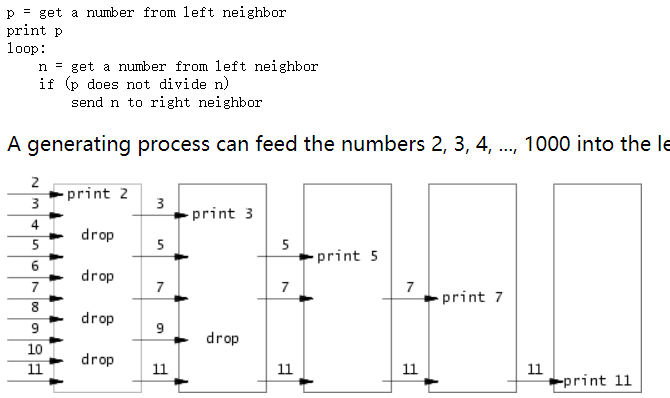 p = get a number from left neighbor
print p
loop:
    n = get a number from left neighbor
    if (p does not divide n)
        send n to right neighbor
A generating process can feed the numbers 2, 3, 4, ..., 1000 into the le
2
print 2
3
3
print 3
4
drop
5
5
5
print 5
6
drop
7
7
7
7
print 7
8
drop
9
9
drop
10
drop
11
11
11
11
11
print 11